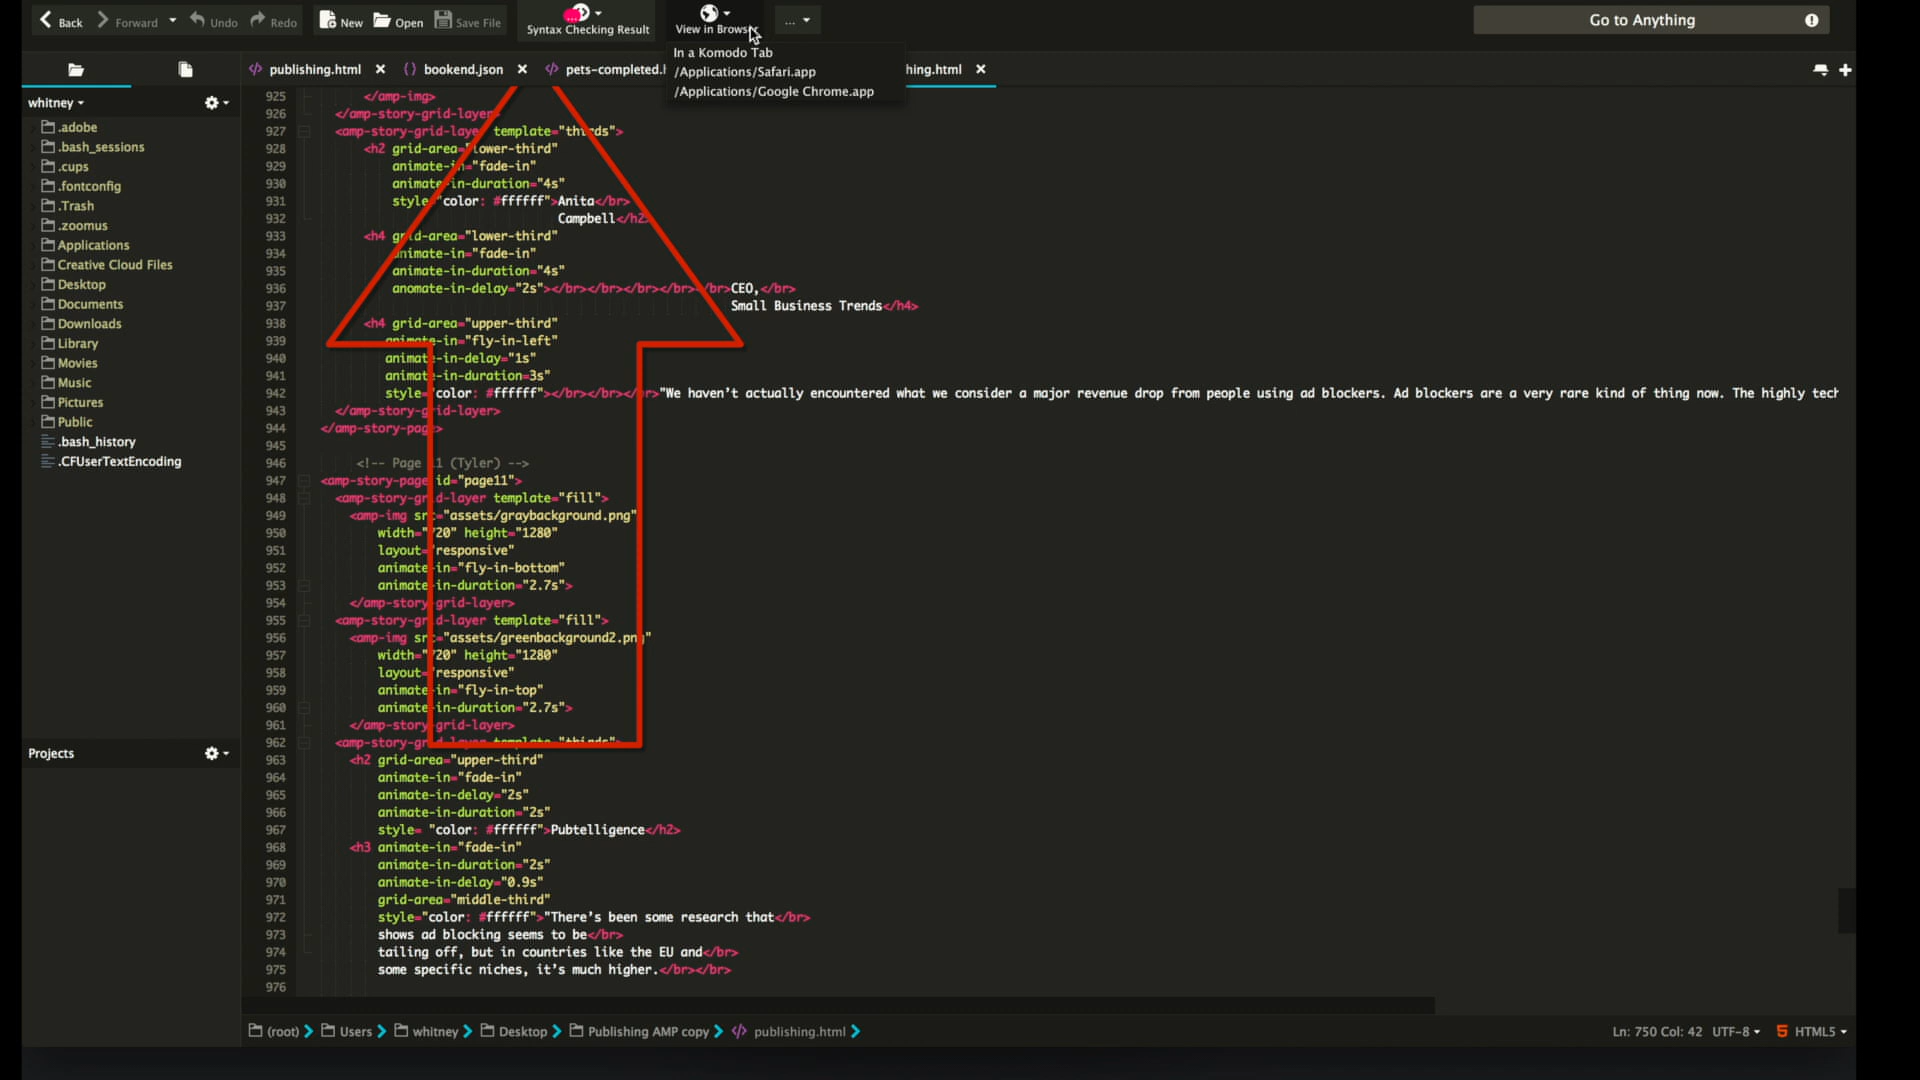 Back Forward Undo Redo New Open Save File Syntax Checking Result View in Browser ... Go to Anything
In a Komodo Tab
/Applications/Safari.app
/Applications/Google Chrome.app
publishing.html bookend.json pets-completed. hing.html
whitney
.adobe
.bash_sessions
.cups
.fontconfig
.Trash
.zoomus
Applications
Creative Cloud Files
Desktop
Documents
Downloads
Library
Movies
Music
Pictures
Public
.bash_history
.CFUserTextEncoding
Projects
925 </amp-img>
926 </amp-story-grid-layer>
927 <amp-story-grid-layer template="thirds">
928 <h2 grid-area="lower-third"
929 animate-in="fade-in"
930 animate-in-duration="4s"
931 style="color: #ffffff">Anita</br>
932 Campbell</h2>
933 <h4 grid-area="lower-third"
934 animate-in="fade-in"
935 animate-in-duration="4s"
936 anomate-in-delay="2s"></br></br></br></br></br>CEO,</br>
937 Small Business Trends</h4>
938 <h4 grid-area="upper-third"
939 animate-in="fly-in-left"
940 animate-in-delay="1s"
941 animate-in-duration=3s"
942 style="color: #ffffff"></br></br></br>"We haven't actually encountered what we consider a major revenue drop from people using ad blockers. Ad blockers are a very rare kind of thing now. The highly tech
943 </amp-story-grid-layer>
944 </amp-story-page>
945
946 <!-- Page 11 (Tyler) -->
947 <amp-story-page id="page11">
948 <amp-story-grid-layer template="fill">
949 <amp-img src="assets/graybackground.png"
950 width="720" height="1280"
951 layout="responsive"
952 animate-in="fly-in-bottom"
953 animate-in-duration="2.7s">
954 </amp-story-grid-layer>
955 <amp-story-grid-layer template="fill">
956 <amp-img src="assets/greenbackground2.png"
957 width="720" height="1280"
958 layout="responsive"
959 animate-in="fly-in-top"
960 animate-in-duration="2.7s">
961 </amp-story-grid-layer>
962 <amp-story-grid-layer template="thirds">
963 <h2 grid-area="upper-third"
964 animate-in="fade-in"
965 animate-in-delay="2s"
966 animate-in-duration="2s"
967 style= "color: #ffffff">Pubtelligence</h2>
968 <h3 animate-in="fade-in"
969 animate-in-duration="2s"
970 animate-in-delay="0.9s"
971 grid-area="middle-third"
972 style="color: #ffffff">"There's been some research that</br>
973 shows ad blocking seems to be</br>
974 tailing off, but in countries like the EU and</br>
975 some specific niches, it's much higher.</br></br>
976
(root) Users whitney Desktop Publishing AMP copy publishing.html Ln: 750 Col: 42 UTF-8 HTML5